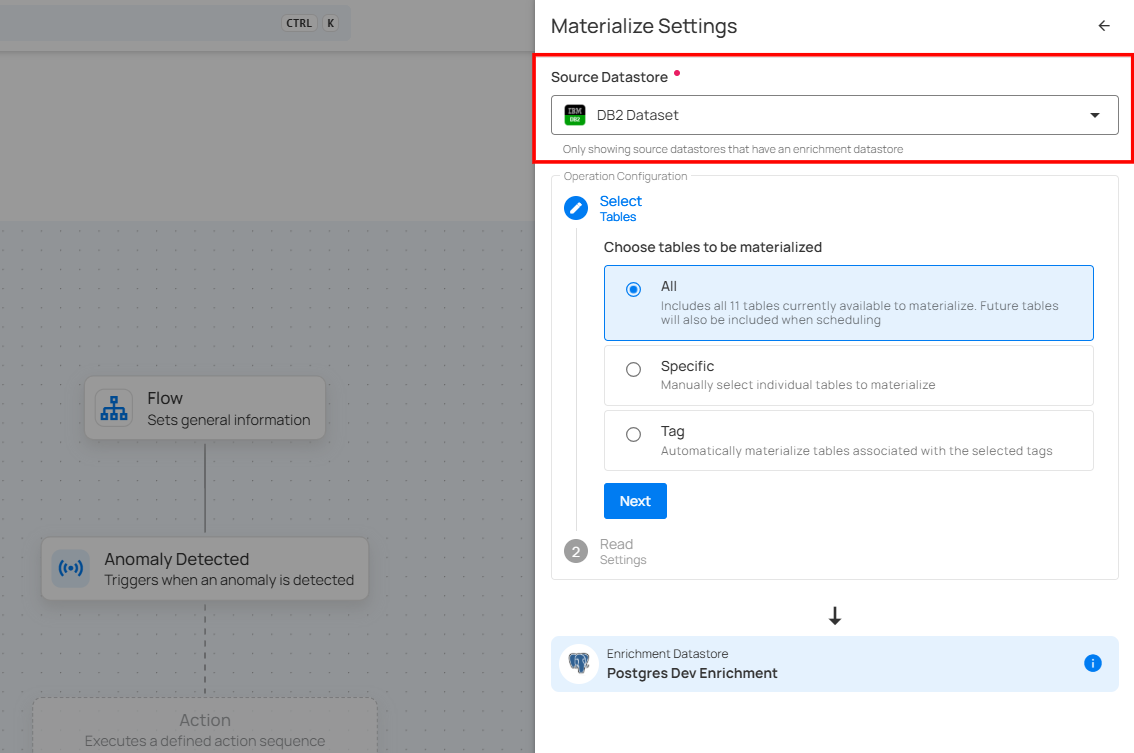 CTRL K
Materialize Settings
Source Datastore
IBM
DB2
DB2 Dataset
Only showing source datastores that have an enrichment datastore
Operation Configuration
Select
Tables
Choose tables to be materialized
All
Includes all 11 tables currently available to materialize. Future tables
will also be included when scheduling
Specific
Manually select individual tables to materialize
Tag
Automatically materialize tables associated with the selected tags
Next
2
Read
Settings
Enrichment Datastore
Postgres Dev Enrichment
Flow
Sets general information
Anomaly Detected
Triggers when an anomaly is detected
Action
Executes a defined action sequence